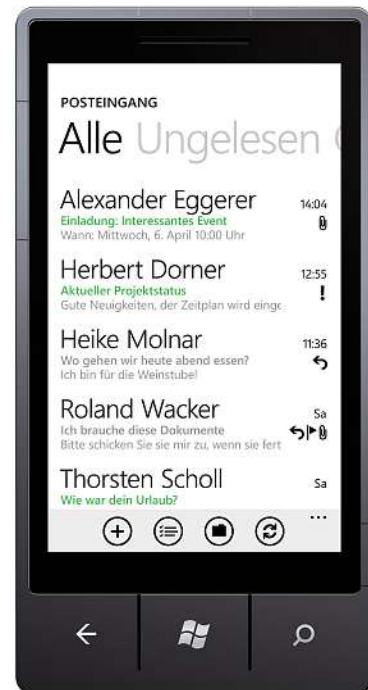 POSTEINGANG
Alle Ungelesen
Alexander Eggerer 14:04
Einladung: Interessantes Event
Wann: Mittwoch, 6. April 10:00 Uhr
Herbert Dorner 12:55
Aktueller Projektstatus !
Gute Neuigkeiten, der Zeitplan wird einge
Heike Molnar 11:36
Wo gehen wir heute abend essen?
Ich bin für die Weinstube!
Roland Wacker Sa
Ich brauche diese Dokumente
Bitte schicken Sie sie mir zu, wenn sie fert
Thorsten Scholl Sa
Wie war dein Urlaub?
...